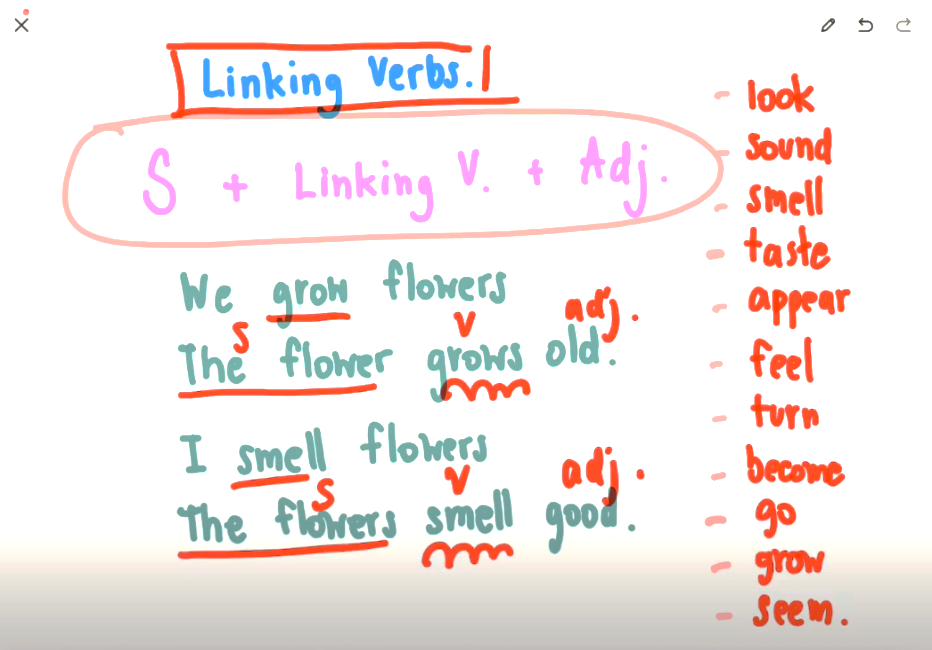 Linking Verbs.
S + Linking V. + Adj.
We grow flowers
S V adj.
The flower grows old.
I smell flowers
S V adj.
The flowers smell good.
- look
- sound
- smell
- taste
- appear
- feel
- turn
- become
- go
- grow
- seem.